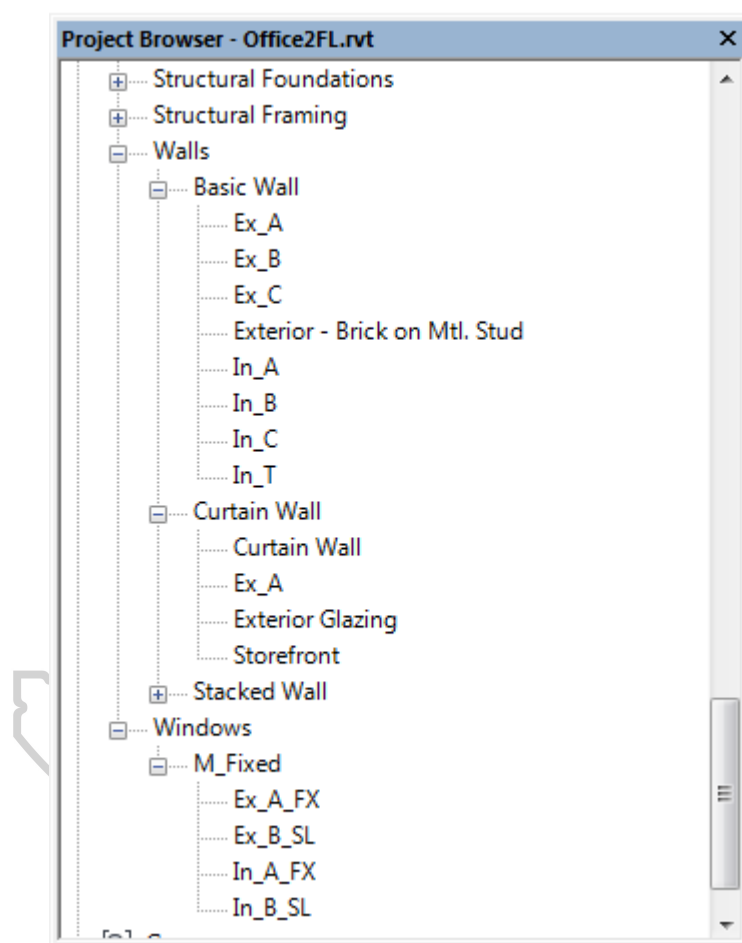 Project Browser - Office2FL.rvt
Structural Foundations
Structural Framing
Walls
Basic Wall
Ex_A
Ex_B
Ex_C
Exterior - Brick on Mtl. Stud
In_A
In_B
In_C
In_T
Curtain Wall
Curtain Wall
Ex_A
Exterior Glazing
Storefront
Stacked Wall
Windows
M_Fixed
Ex_A_FX
Ex_B_SL
In_A_FX
In_B_SL